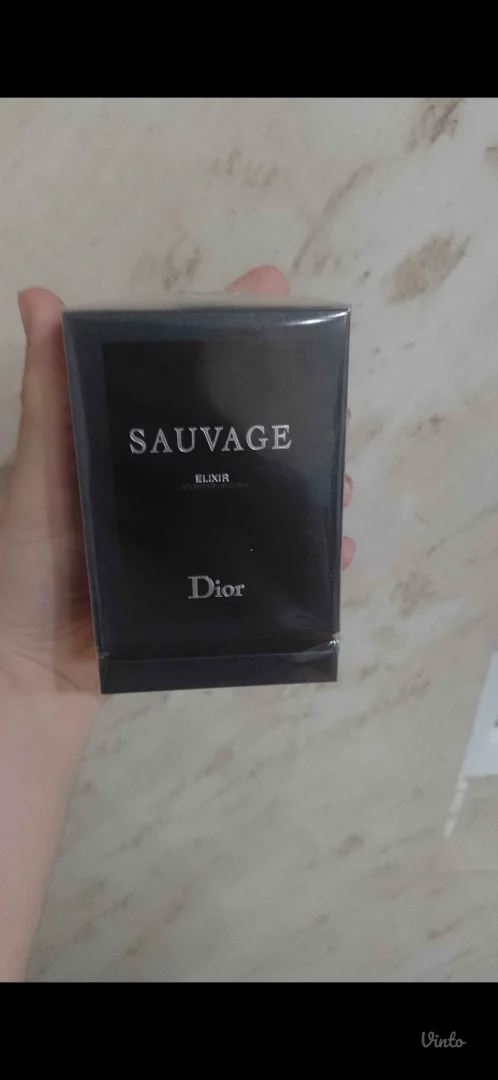 SAUVAGE
ELIXIR
Dior
Vinto